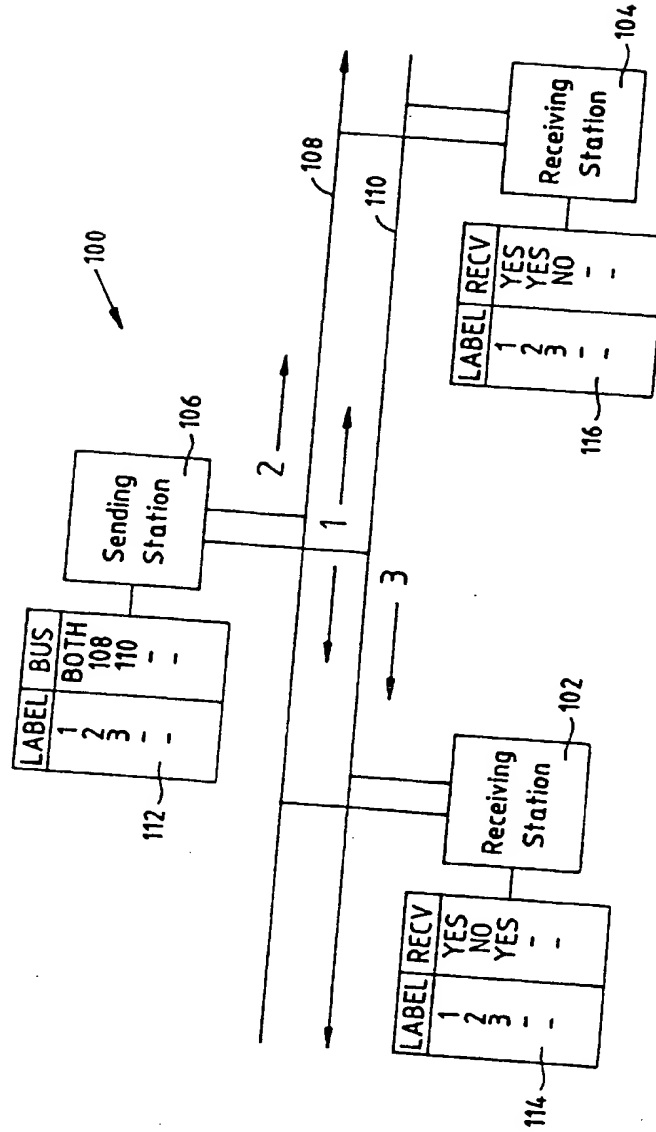 100
LABEL BUS
1 BOTH
2 108
3 110
- -
- -
112
Sending
Station
106
2
1
3
108
110
LABEL RECV
1 YES
2 NO
3 YES
- -
- -
114
Receiving
Station
102
LABEL RECV
1 YES
2 YES
3 NO
- -
- -
116
Receiving
Station
104